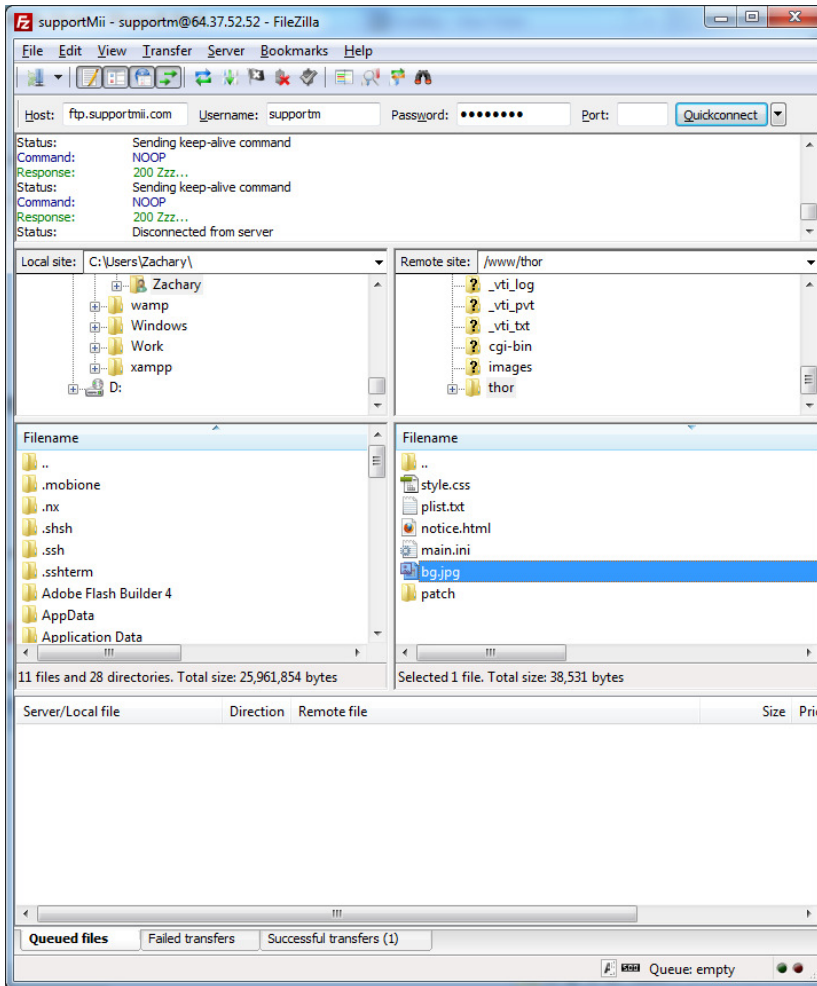 supportMii - supportm@64.37.52.52 - FileZilla
File Edit View Transfer Server Bookmarks Help
Host: ftp.supportmii.com Username: supportm Password: •••••••• Port: Quickconnect
Status: Sending keep-alive command
Command: NOOP
Response: 200 Zzz...
Status: Sending keep-alive command
Command: NOOP
Response: 200 Zzz...
Status: Disconnected from server
Local site: C:\Users\Zachary\
Zachary
wamp
Windows
Work
xampp
D:
Remote site: /www/thor
_vti_log
_vti_pvt
_vti_txt
cgi-bin
images
thor
Filename
..
.mobione
.nx
.shsh
.ssh
.sshterm
Adobe Flash Builder 4
AppData
Application Data
11 files and 28 directories. Total size: 25,961,854 bytes
Filename
..
style.css
plist.txt
notice.html
main.ini
bg.jpg
patch
Selected 1 file. Total size: 38,531 bytes
Server/Local file Direction Remote file Size Pri
Queued files Failed transfers Successful transfers (1)
Queue: empty